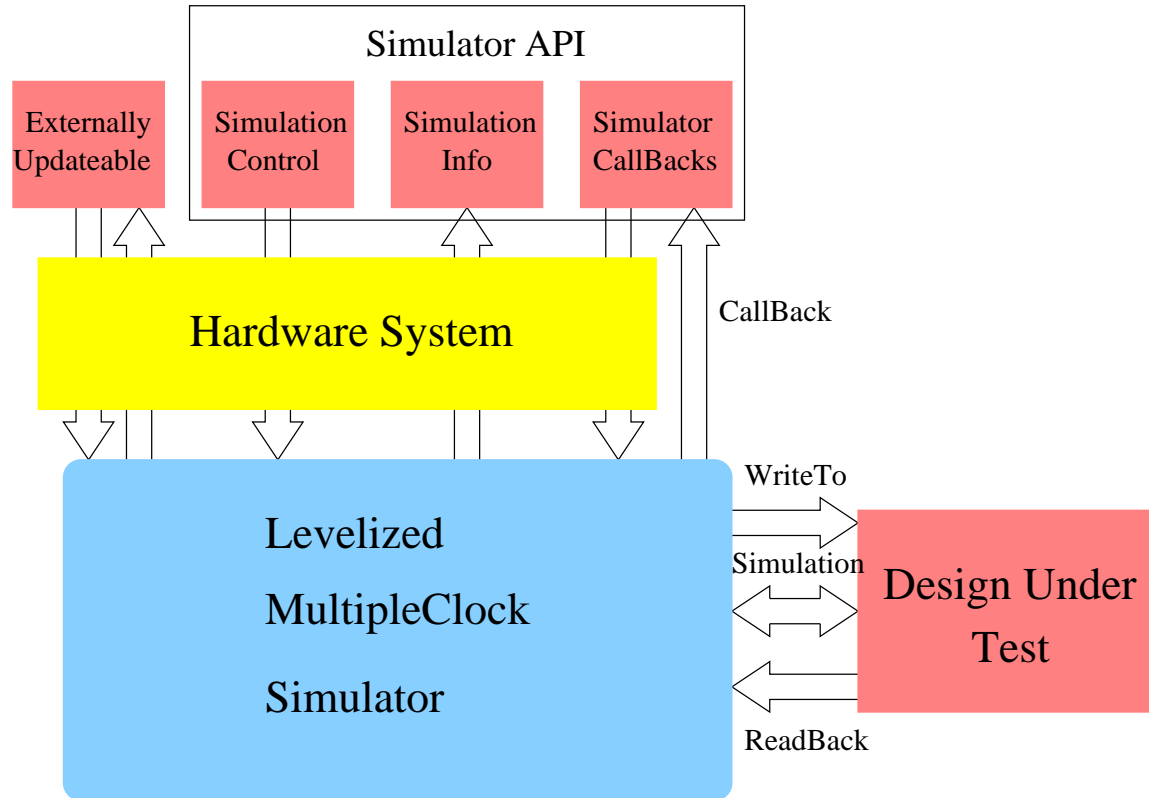 Simulator API
Externally
Updateable
Simulation
Control
Simulation
Info
Simulator
CallBacks
Hardware System
CallBack
Levelized
MultipleClock
Simulator
WriteTo
Simulation
ReadBack
Design Under
Test